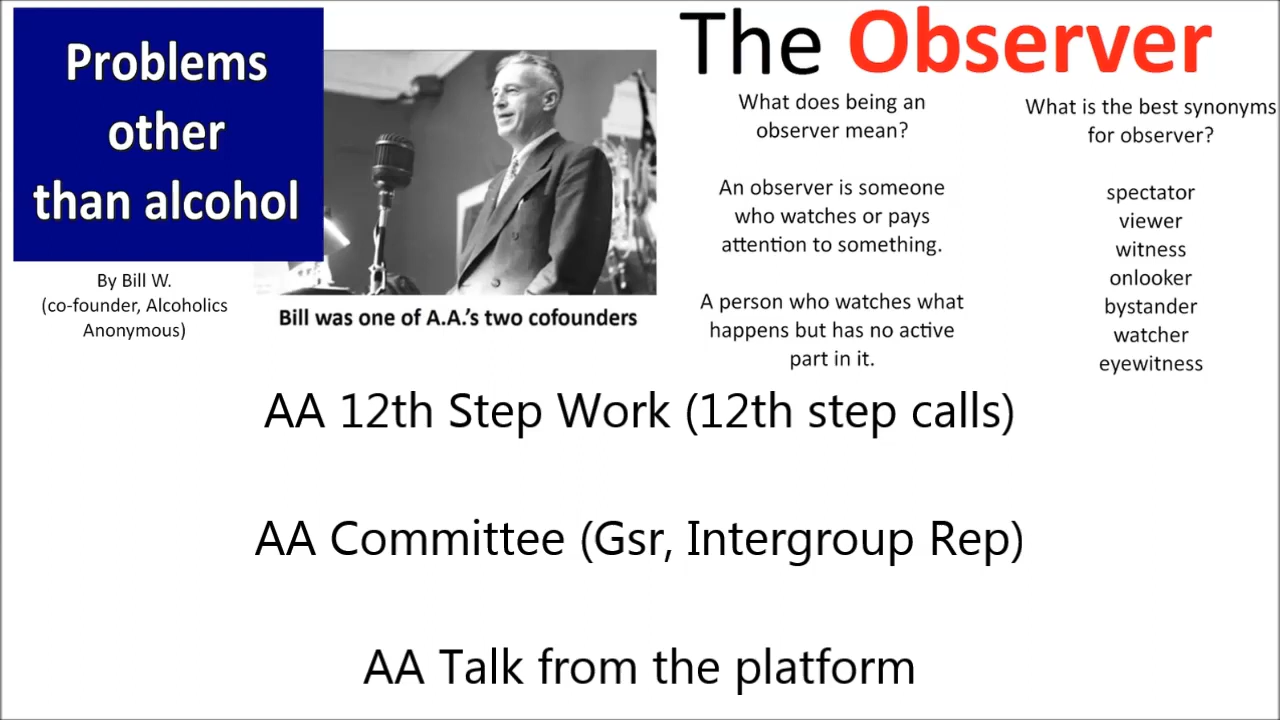 Problems
other
than alcohol
By Bill W.
(co-founder, Alcoholics
Anonymous)
Bill was one of A.A.'s two cofounders
The Observer
What does being an
observer mean?
An observer is someone
who watches or pays
attention to something.
A person who watches what
happens but has no active
part in it.
What is the best synonyms
for observer?
spectator
viewer
witness
onlooker
bystander
watcher
eyewitness
AA 12th Step Work (12th step calls)
AA Committee (Gsr, Intergroup Rep)
AA Talk from the platform